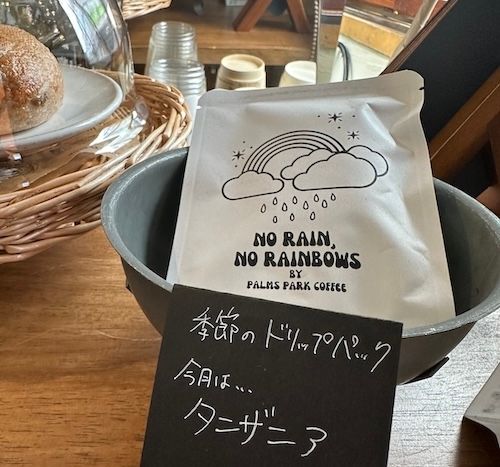 NO RAIN,
NO RAINBOWS
BY
PALMS PARK COFFEE
季節のドリップパック
今月は...
タニザニア